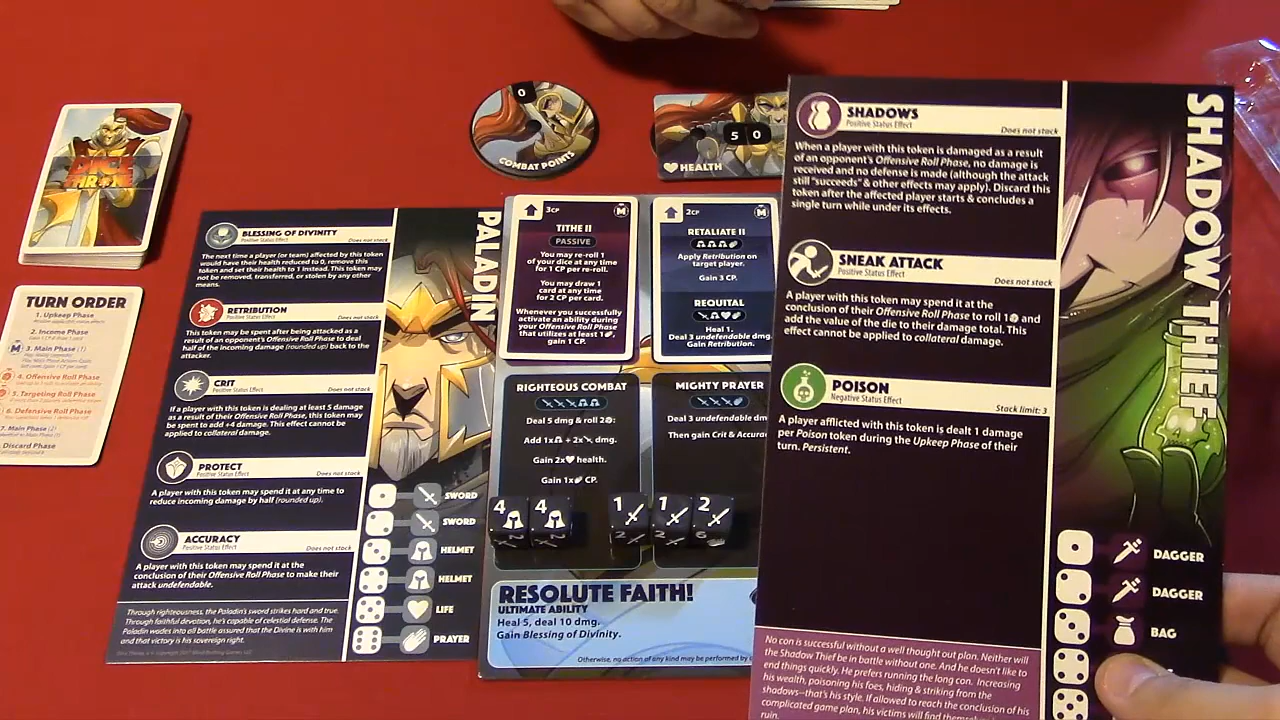 DICE
THRONE
TURN ORDER
1. Upkeep Phase
2. Income Phase
3. Main Phase (1)
4. Offensive Roll Phase
5. Targeting Roll Phase
6. Defensive Roll Phase
7. Main Phase (2)
Discard Phase
BLESSING OF DIVINITY
Positive Status Effect
Does not stack
The next time a player (or team) affected by this token
would have their health reduced to 0, remove this
token and set their health to 1 instead. This token may
not be removed, transferred, or stolen by any other
means.
RETRIBUTION
Positive Status Effect
Does not stack
This token may be spent after being attacked as a
result of an opponent's Offensive Roll Phase to deal
half of the incoming damage (rounded up) back to the
attacker.
CRIT
Positive Status Effect
Does not stack
If a player with this token is dealing at least 5 damage
as a result of their Offensive Roll Phase, this token may
be spent to add +4 damage. This effect cannot be
applied to collateral damage.
PROTECT
Positive Status Effect
Does not stack
A player with this token may spend it at any time to
reduce incoming damage by half (rounded up).
ACCURACY
Positive Status Effect
Does not stack
A player with this token may spend it at the
conclusion of their Offensive Roll Phase to make their
attack undefendable.
Through righteousness, the Paladin's sword strikes hard and true.
Through faithful devotion, he's capable of celestial defense. The
Paladin wades into all battle assured that the Divine is with him
and that victory is his sovereign right.
PALADIN
SWORD
SWORD
HELMET
HELMET
LIFE
PRAYER
0
COMBAT POINTS
5 0
HEALTH
3CP
TITHE II
PASSIVE
You may re-roll 1
of your dice at any time
for 1 CP per re-roll.
You may draw 1
card at any time
for 2 CP per card.
Whenever you successfully
activate an ability during
your Offensive Roll Phase
that utilizes at least 1
gain 1 CP.
2CP
RETALIATE II
Apply Retribution on
target player.
Gain 3 CP.
REQUITAL
Heal 1.
Deal 3 undefendable dmg.
Gain Retribution.
RIGHTEOUS COMBAT
Deal 5 dmg & roll 2
Add 1x + 2x dmg.
Gain 2x health.
Gain 1x CP.
MIGHTY PRAYER
Deal 3 undefendable dm
Then gain Crit & Accura
4 4 1 1 2
2 2 6
RESOLUTE FAITH!
ULTIMATE ABILITY
Heal 5, deal 10 dmg.
Gain Blessing of Divinity.
Otherwise, no action of any kind may be performed by
SHADOWS
Positive Status Effect
Does not stack
When a player with this token is damaged as a result
of an opponent's Offensive Roll Phase, no damage is
received and no defense is made (although the attack
still "succeeds" & other effects may apply). Discard this
token after the affected player starts & concludes a
single turn while under its effects.
SNEAK ATTACK
Positive Status Effect
Does not stack
A player with this token may spend it at the
conclusion of their Offensive Roll Phase to roll 1 and
add the value of the die to their damage total. This
effect cannot be applied to collateral damage.
POISON
Negative Status Effect
Stack limit: 3
A player afflicted with this token is dealt 1 damage
per Poison token during the Upkeep Phase of their
turn. Persistent.
No con is successful without a well thought out plan. Neither will
the Shadow Thief be in battle without one. And he doesn't like to
end things quickly. He prefers running the long con. Increasing
his wealth, poisoning his foes, hiding & striking from the
shadows--that's his style. If allowed to reach the conclusion of his
complicated game plan, his victims will find
ruin.
SHADOW THIEF
DAGGER
DAGGER
BAG